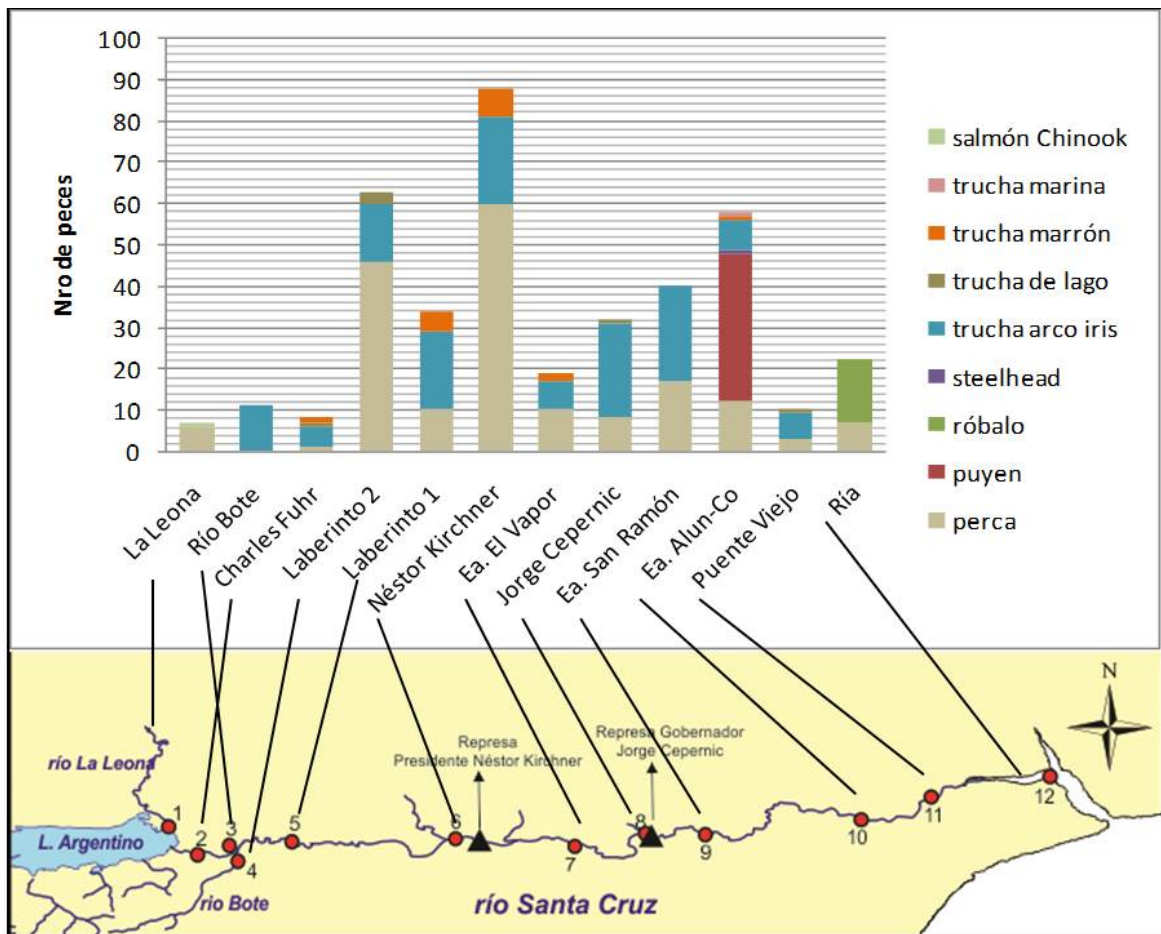 100
90
80
70
60
50
40
30
20
10
0
Nro de peces
salmón Chinook
trucha marina
trucha marrón
trucha de lago
trucha arco iris
steelhead
róbalo
puyen
perca
La Leona
Río Bote
Charles Fuhr
Laberinto 2
Laberinto 1
Néstor Kirchner
Ea. El Vapor
Jorge Cepernic
Ea. San Ramón
Ea. Alun-Co
Puente Viejo
Ría
N
río La Leona
Represa
Presidente Néstor Kirchner
Represa Gobernador
Jorge Cepernic
L. Argentino
1
2
3
4
5
6
7
8
9
10
11
12
río Bote
río Santa Cruz